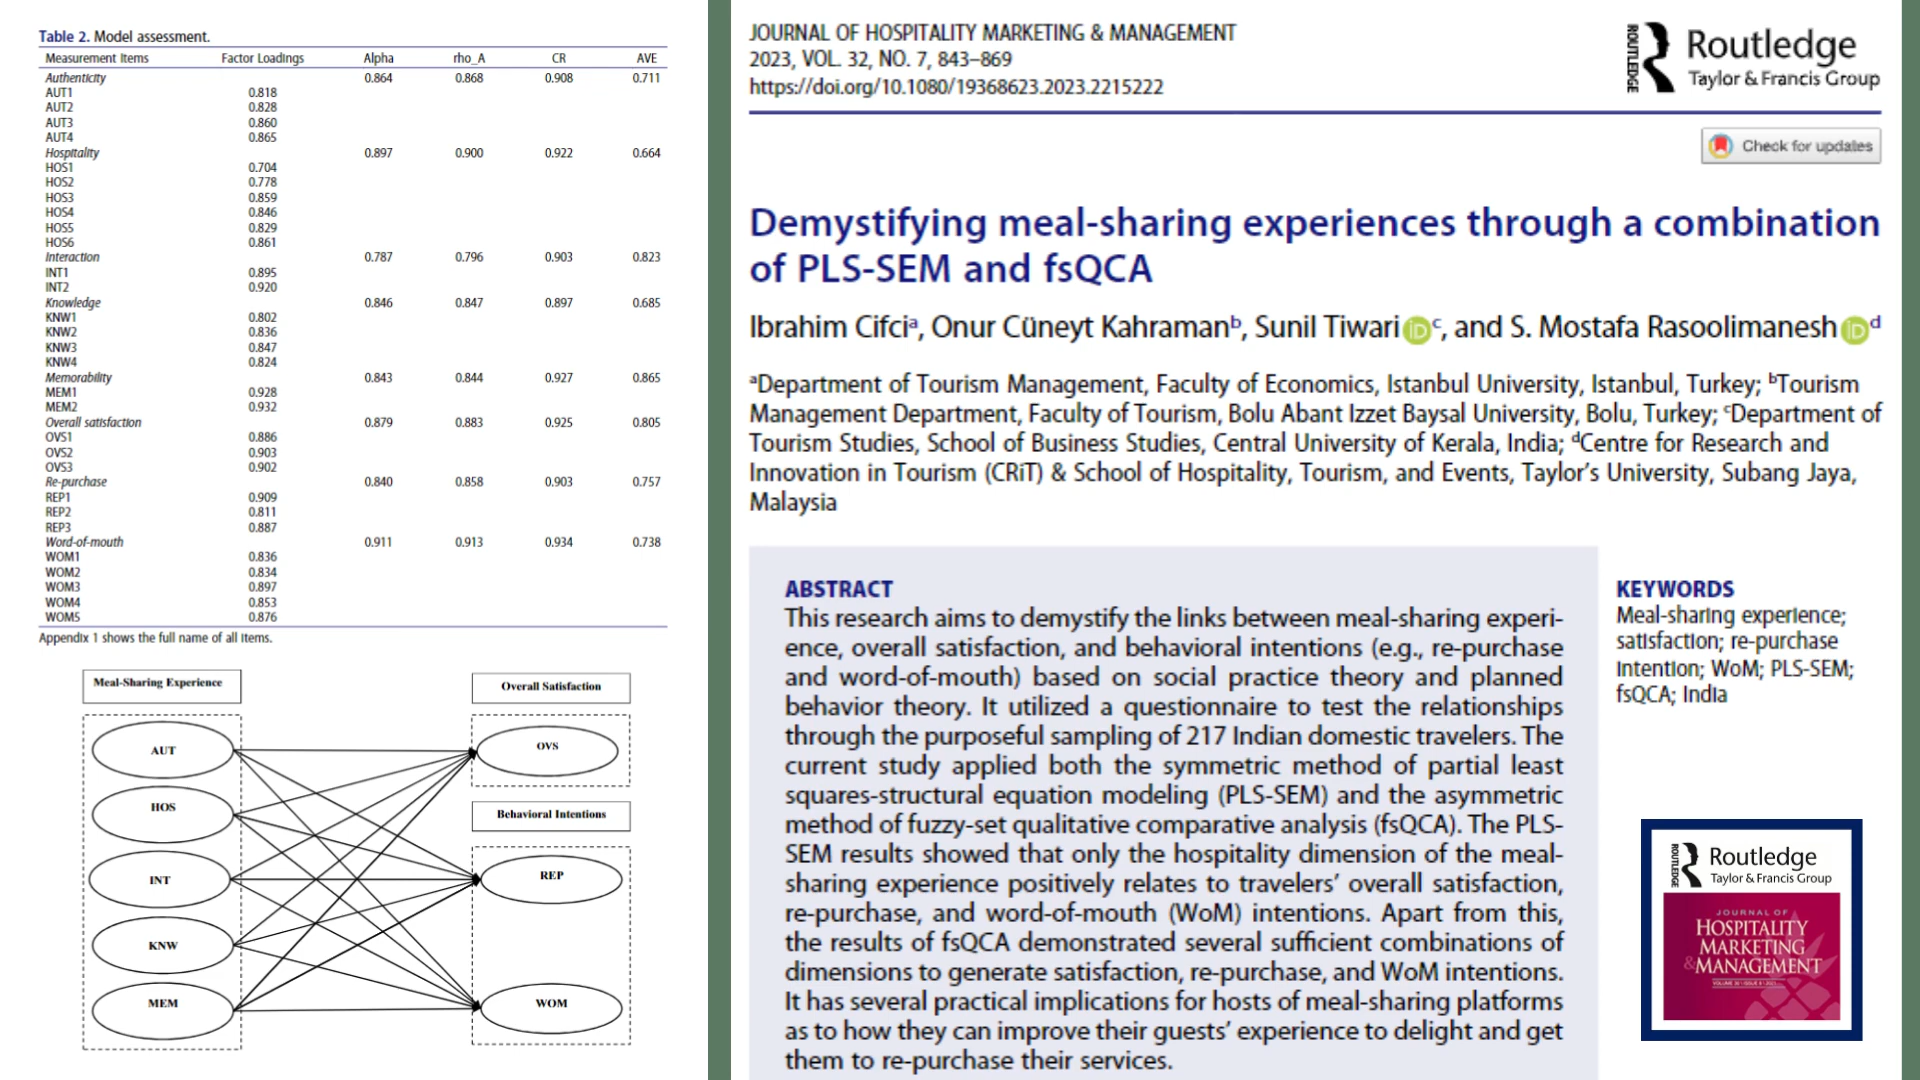 Table 2. Model assessment.
Measurement Items Factor Loadings Alpha rho_A CR AVE
Authenticity 0.864 0.868 0.908 0.711
AUT1 0.818
AUT2 0.828
AUT3 0.860
AUT4 0.865
Hospitality 0.897 0.900 0.922 0.664
HOS1 0.704
HOS2 0.778
HOS3 0.859
HOS4 0.846
HOS5 0.829
HOS6 0.861
Interaction 0.787 0.796 0.903 0.823
INT1 0.895
INT2 0.920
Knowledge 0.846 0.847 0.897 0.685
KNW1 0.802
KNW2 0.836
KNW3 0.847
KNW4 0.824
Memorability 0.843 0.844 0.927 0.865
MEM1 0.928
MEM2 0.932
Overall satisfaction 0.879 0.883 0.925 0.805
OVS1 0.886
OVS2 0.903
OVS3 0.902
Re-purchase 0.840 0.858 0.903 0.757
REP1 0.909
REP2 0.811
REP3 0.887
Word-of-mouth 0.911 0.913 0.934 0.738
WOM1 0.836
WOM2 0.834
WOM3 0.897
WOM4 0.853
WOM5 0.876
Appendix 1 shows the full name of all items.
Meal-Sharing Experience
AUT
HOS
INT
KNW
MEM
Overall Satisfaction
OVS
Behavioral Intentions
REP
WOM
JOURNAL OF HOSPITALITY MARKETING & MANAGEMENT
2023, VOL. 32, NO. 7, 843–869
https://doi.org/10.1080/19368623.2023.2215222
ROUTLEDGE
Routledge
Taylor & Francis Group
Check for updates
Demystifying meal-sharing experiences through a combination
of PLS-SEM and fsQCA
Ibrahim Cifciᵃ, Onur Cüneyt Kahramanᵇ, Sunil Tiwari iD ᶜ, and S. Mostafa Rasoolimanesh iD ᵈ
ᵃDepartment of Tourism Management, Faculty of Economics, Istanbul University, Istanbul, Turkey; ᵇTourism
Management Department, Faculty of Tourism, Bolu Abant Izzet Baysal University, Bolu, Turkey; ᶜDepartment of
Tourism Studies, School of Business Studies, Central University of Kerala, India; ᵈCentre for Research and
Innovation in Tourism (CRiT) & School of Hospitality, Tourism, and Events, Taylor's University, Subang Jaya,
Malaysia
ABSTRACT
This research aims to demystify the links between meal-sharing experi-
ence, overall satisfaction, and behavioral intentions (e.g., re-purchase
and word-of-mouth) based on social practice theory and planned
behavior theory. It utilized a questionnaire to test the relationships
through the purposeful sampling of 217 Indian domestic travelers. The
current study applied both the symmetric method of partial least
squares-structural equation modeling (PLS-SEM) and the asymmetric
method of fuzzy-set qualitative comparative analysis (fsQCA). The PLS-
SEM results showed that only the hospitality dimension of the meal-
sharing experience positively relates to travelers' overall satisfaction,
re-purchase, and word-of-mouth (WoM) intentions. Apart from this,
the results of fsQCA demonstrated several sufficient combinations of
dimensions to generate satisfaction, re-purchase, and WoM intentions.
It has several practical implications for hosts of meal-sharing platforms
as to how they can improve their guests' experience to delight and get
them to re-purchase their services.
KEYWORDS
Meal-sharing experience;
satisfaction; re-purchase
intention; WoM; PLS-SEM;
fsQCA; India
ROUTLEDGE
Routledge
Taylor & Francis Group
JOURNAL OF
HOSPITALITY
MARKETING
&MANAGEMENT